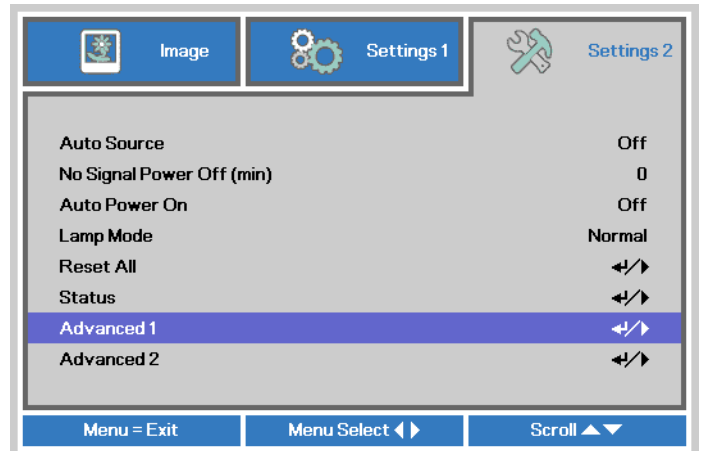 Image Settings 1 Settings 2
Auto Source Off
No Signal Power Off (min) 0
Auto Power On Off
Lamp Mode Normal
Reset All
Status
Advanced 1
Advanced 2
Menu = Exit Menu Select Scroll